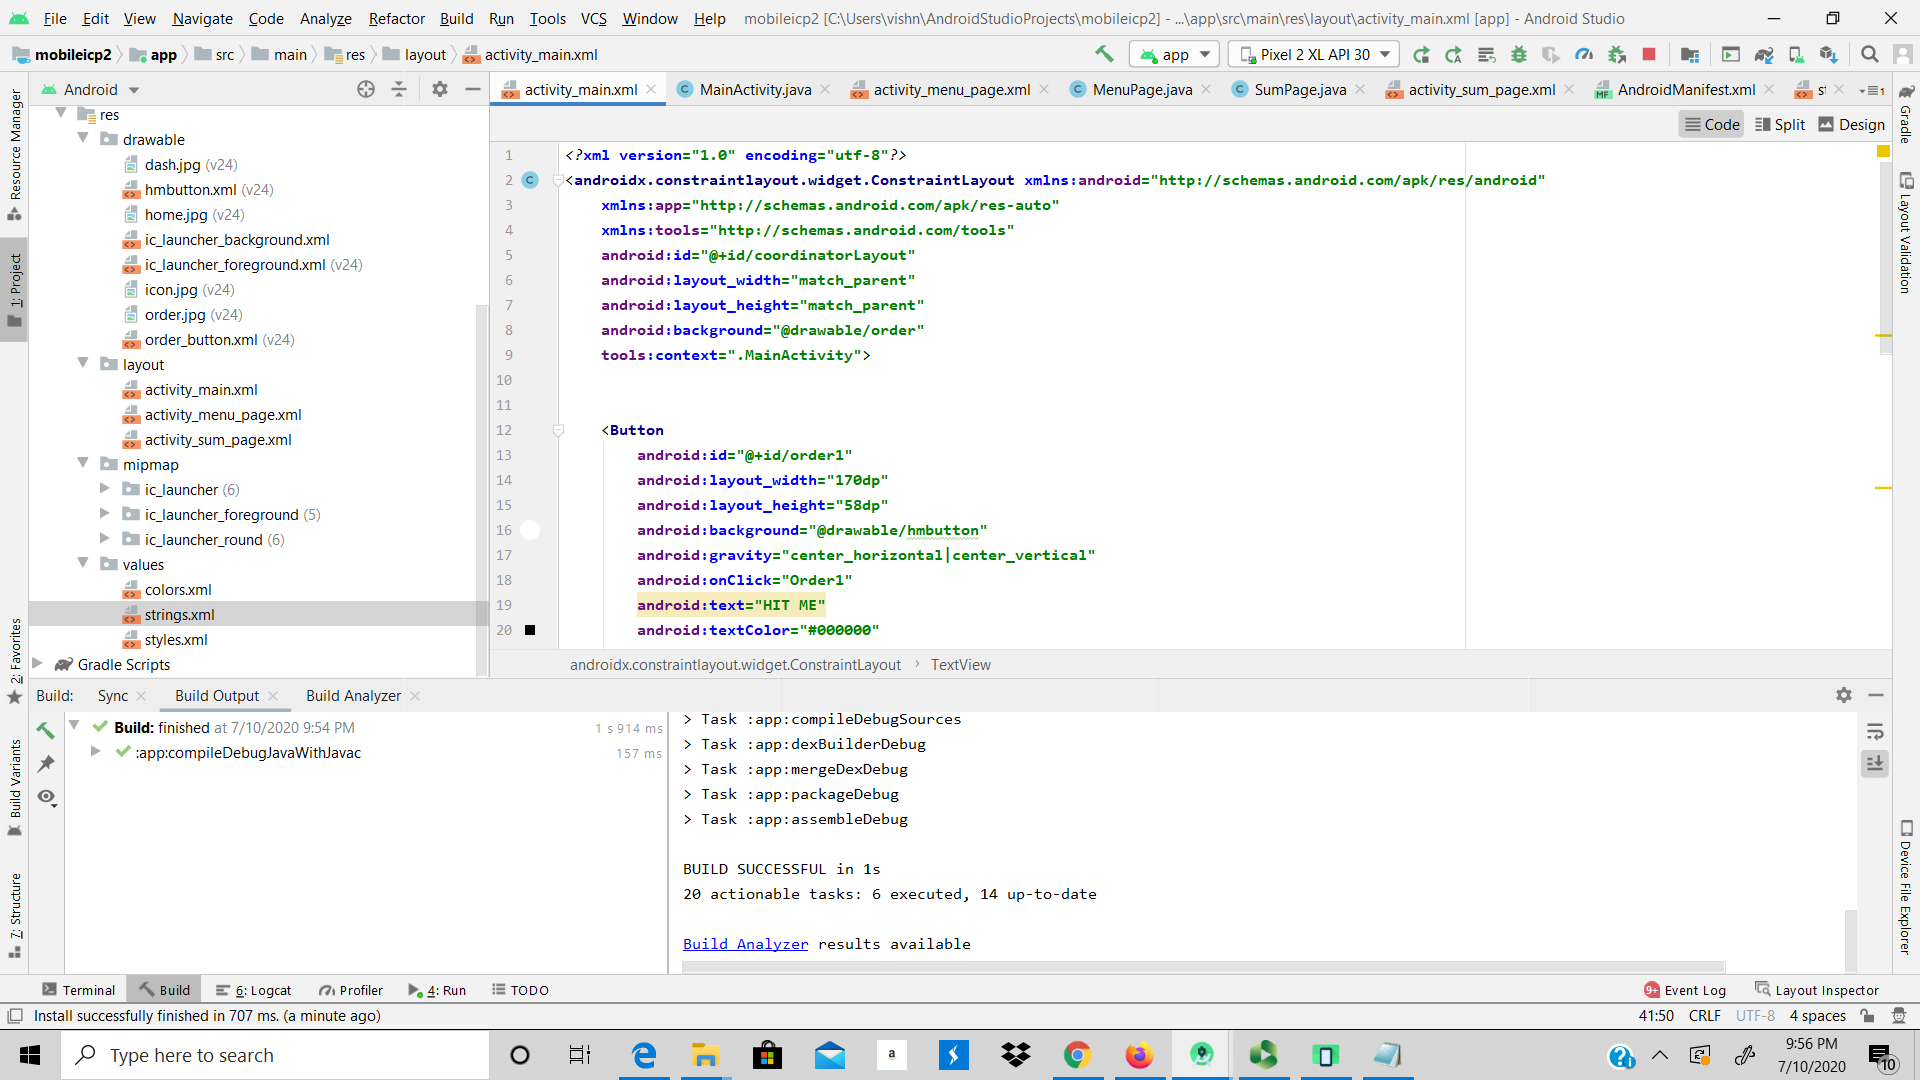 File Edit View Navigate Code Analyze Refactor Build Run Tools VCS Window Help mobileicp2 [C:\Users\vishn\AndroidStudioProjects\mobileicp2] - ...\app\src\main\res\layout\activity_main.xml [app] - Android Studio
mobileicp2 app src main res layout activity_main.xml app Pixel 2 XL API 30
Android activity_main.xml MainActivity.java activity_menu_page.xml MenuPage.java SumPage.java activity_sum_page.xml AndroidManifest.xml
Code Split Design
Resource Manager
1: Project
2: Favorites
Build Variants
7: Structure
res
drawable
dash.jpg (v24)
hmbutton.xml (v24)
home.jpg (v24)
ic_launcher_background.xml
ic_launcher_foreground.xml (v24)
icon.jpg (v24)
order.jpg (v24)
order_button.xml (v24)
layout
activity_main.xml
activity_menu_page.xml
activity_sum_page.xml
mipmap
ic_launcher (6)
ic_launcher_foreground (5)
ic_launcher_round (6)
values
colors.xml
strings.xml
styles.xml
Gradle Scripts
1 <?xml version="1.0" encoding="utf-8"?>
2 <androidx.constraintlayout.widget.ConstraintLayout xmlns:android="http://schemas.android.com/apk/res/android"
3 xmlns:app="http://schemas.android.com/apk/res-auto"
4 xmlns:tools="http://schemas.android.com/tools"
5 android:id="@+id/coordinatorLayout"
6 android:layout_width="match_parent"
7 android:layout_height="match_parent"
8 android:background="@drawable/order"
9 tools:context=".MainActivity">
10
11
12 <Button
13 android:id="@+id/order1"
14 android:layout_width="170dp"
15 android:layout_height="58dp"
16 android:background="@drawable/hmbutton"
17 android:gravity="center_horizontal|center_vertical"
18 android:onClick="Order1"
19 android:text="HIT ME"
20 android:textColor="#000000"
androidx.constraintlayout.widget.ConstraintLayout › TextView
Gradle
Layout Validation
Device File Explorer
Build: Sync Build Output Build Analyzer
Build: finished at 7/10/2020 9:54 PM 1 s 914 ms
:app:compileDebugJavaWithJavac 157 ms
> Task :app:compileDebugSources
> Task :app:dexBuilderDebug
> Task :app:mergeDexDebug
> Task :app:packageDebug
> Task :app:assembleDebug
BUILD SUCCESSFUL in 1s
20 actionable tasks: 6 executed, 14 up-to-date
Build Analyzer results available
Terminal Build 6: Logcat Profiler 4: Run TODO 9+ Event Log Layout Inspector
Install successfully finished in 707 ms. (a minute ago) 41:50 CRLF UTF-8 4 spaces
Type here to search
9:56 PM
7/10/2020
10